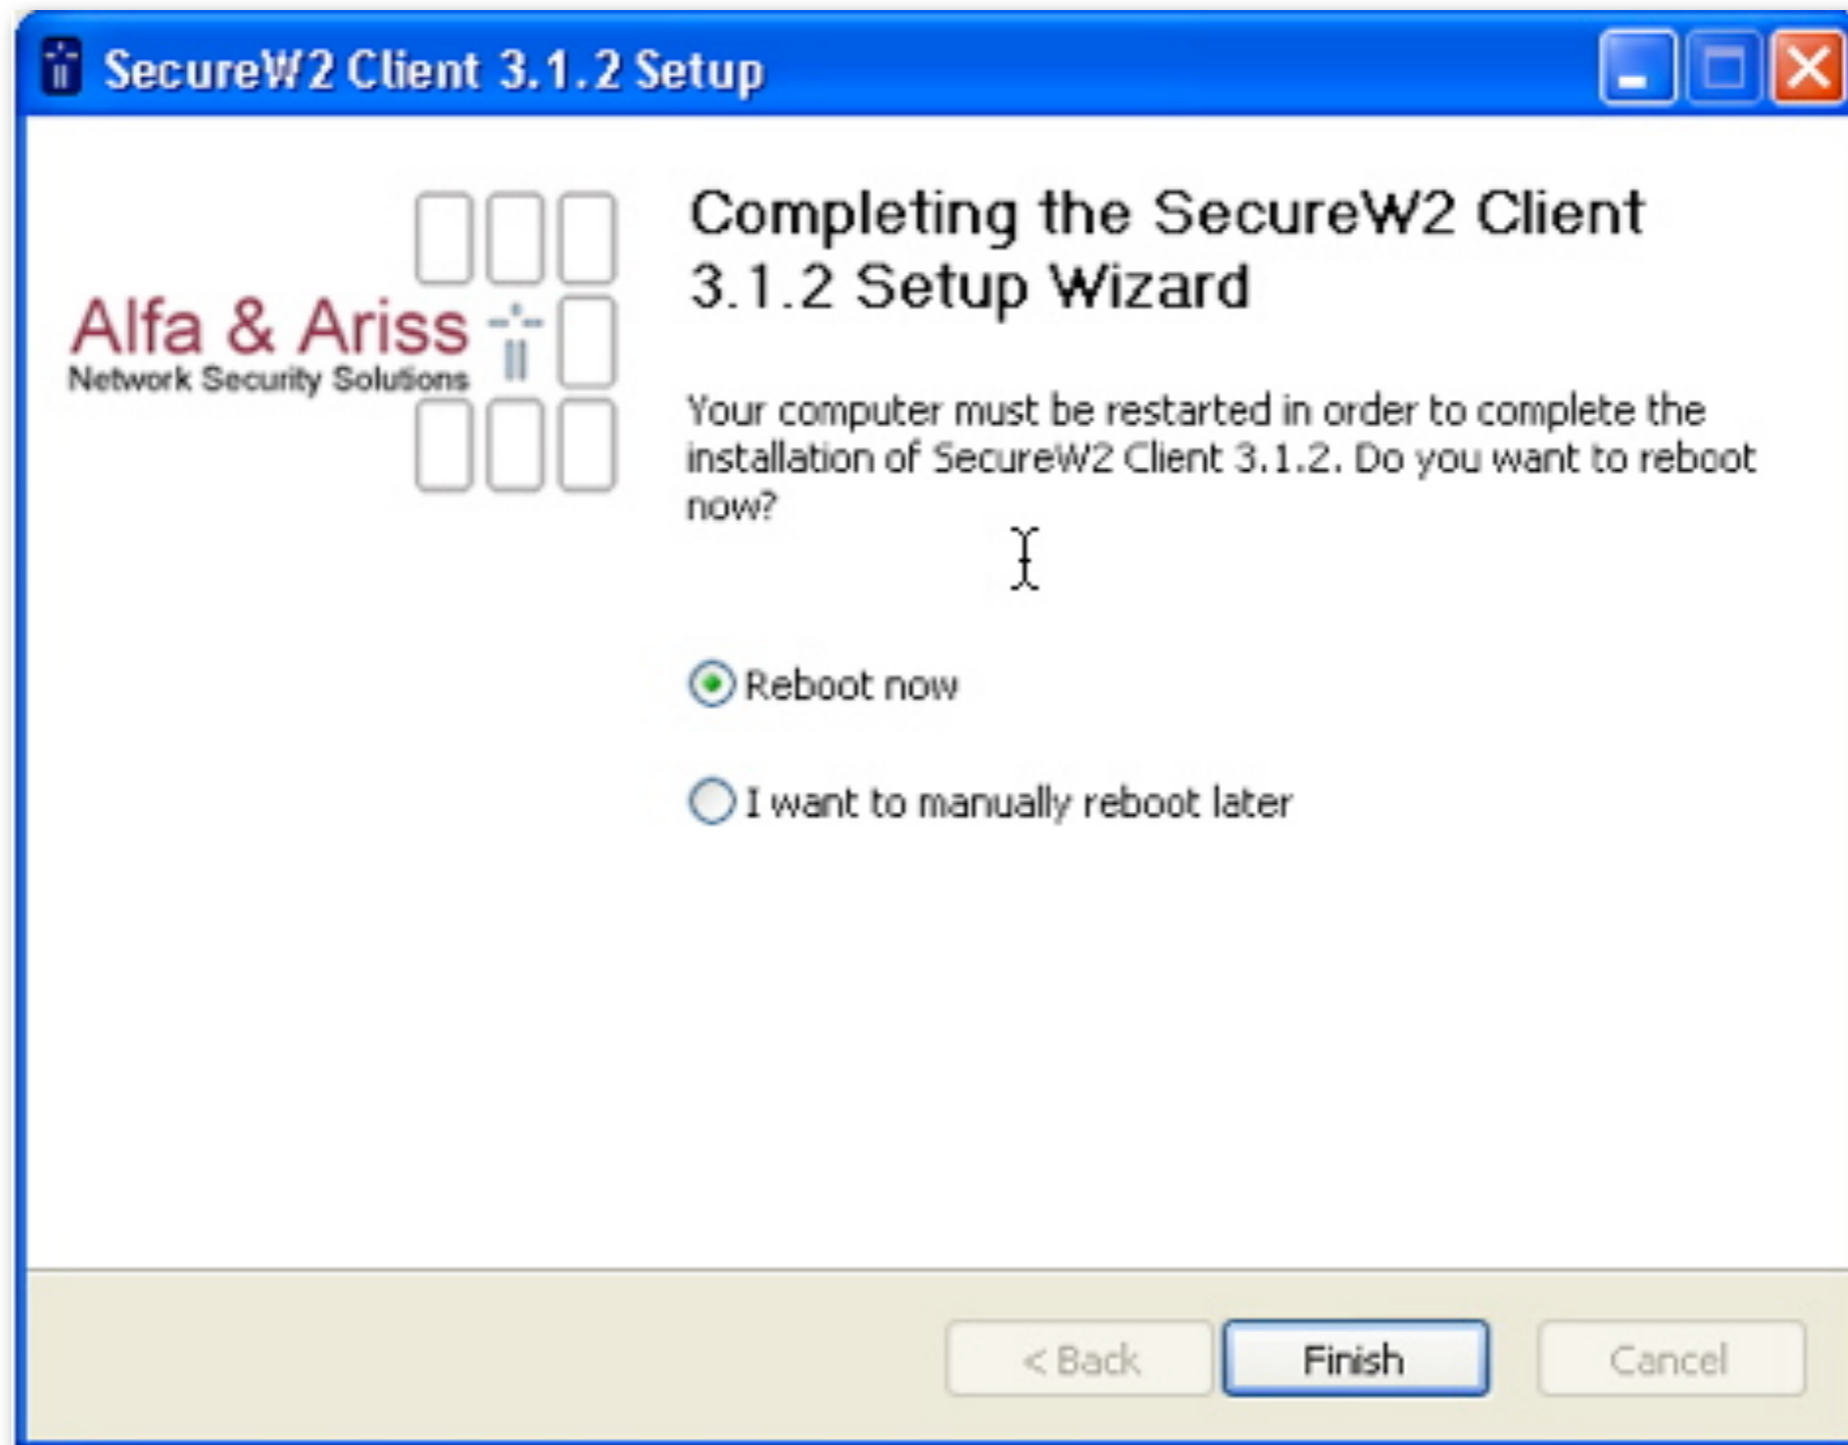 SecureW2 Client 3.1.2 Setup
Alfa & Ariss
Network Security Solutions
Completing the SecureW2 Client
3.1.2 Setup Wizard
Your computer must be restarted in order to complete the
installation of SecureW2 Client 3.1.2. Do you want to reboot
now?
Reboot now
I want to manually reboot later
< Back
Finish
Cancel